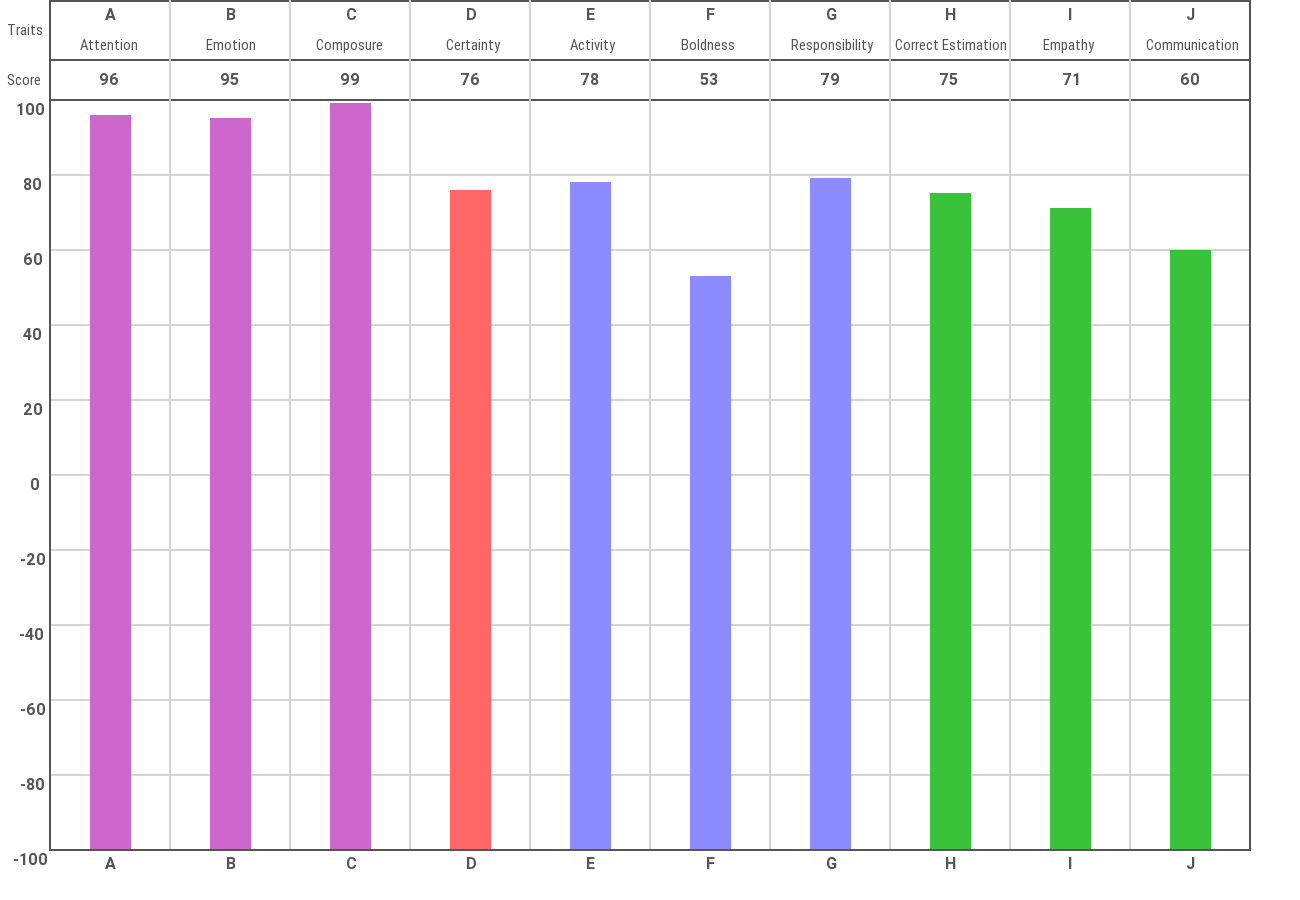 A B C D E F G H I J
Traits
Attention Emotion Composure Certainty Activity Boldness Responsibility Correct Estimation Empathy Communication
Score 96 95 99 76 78 53 79 75 71 60
100
80
60
40
20
0
-20
-40
-60
-80
-100
A B C D E F G H I J